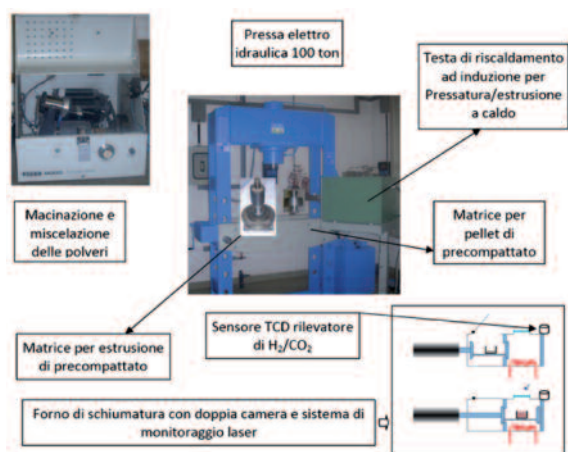 Pressa elettro
idraulica 100 ton
Testa di riscaldamento
ad induzione per
Pressatura/estrusione
a caldo
Macinazione e
miscelazione
delle polveri
Matrice per
pellet di
precompattato
Sensore TCD rilevatore
di H₂/CO₂
Matrice per estrusione
di precompattato
Forno di schiumatura con doppia camera e sistema di
monitoraggio laser